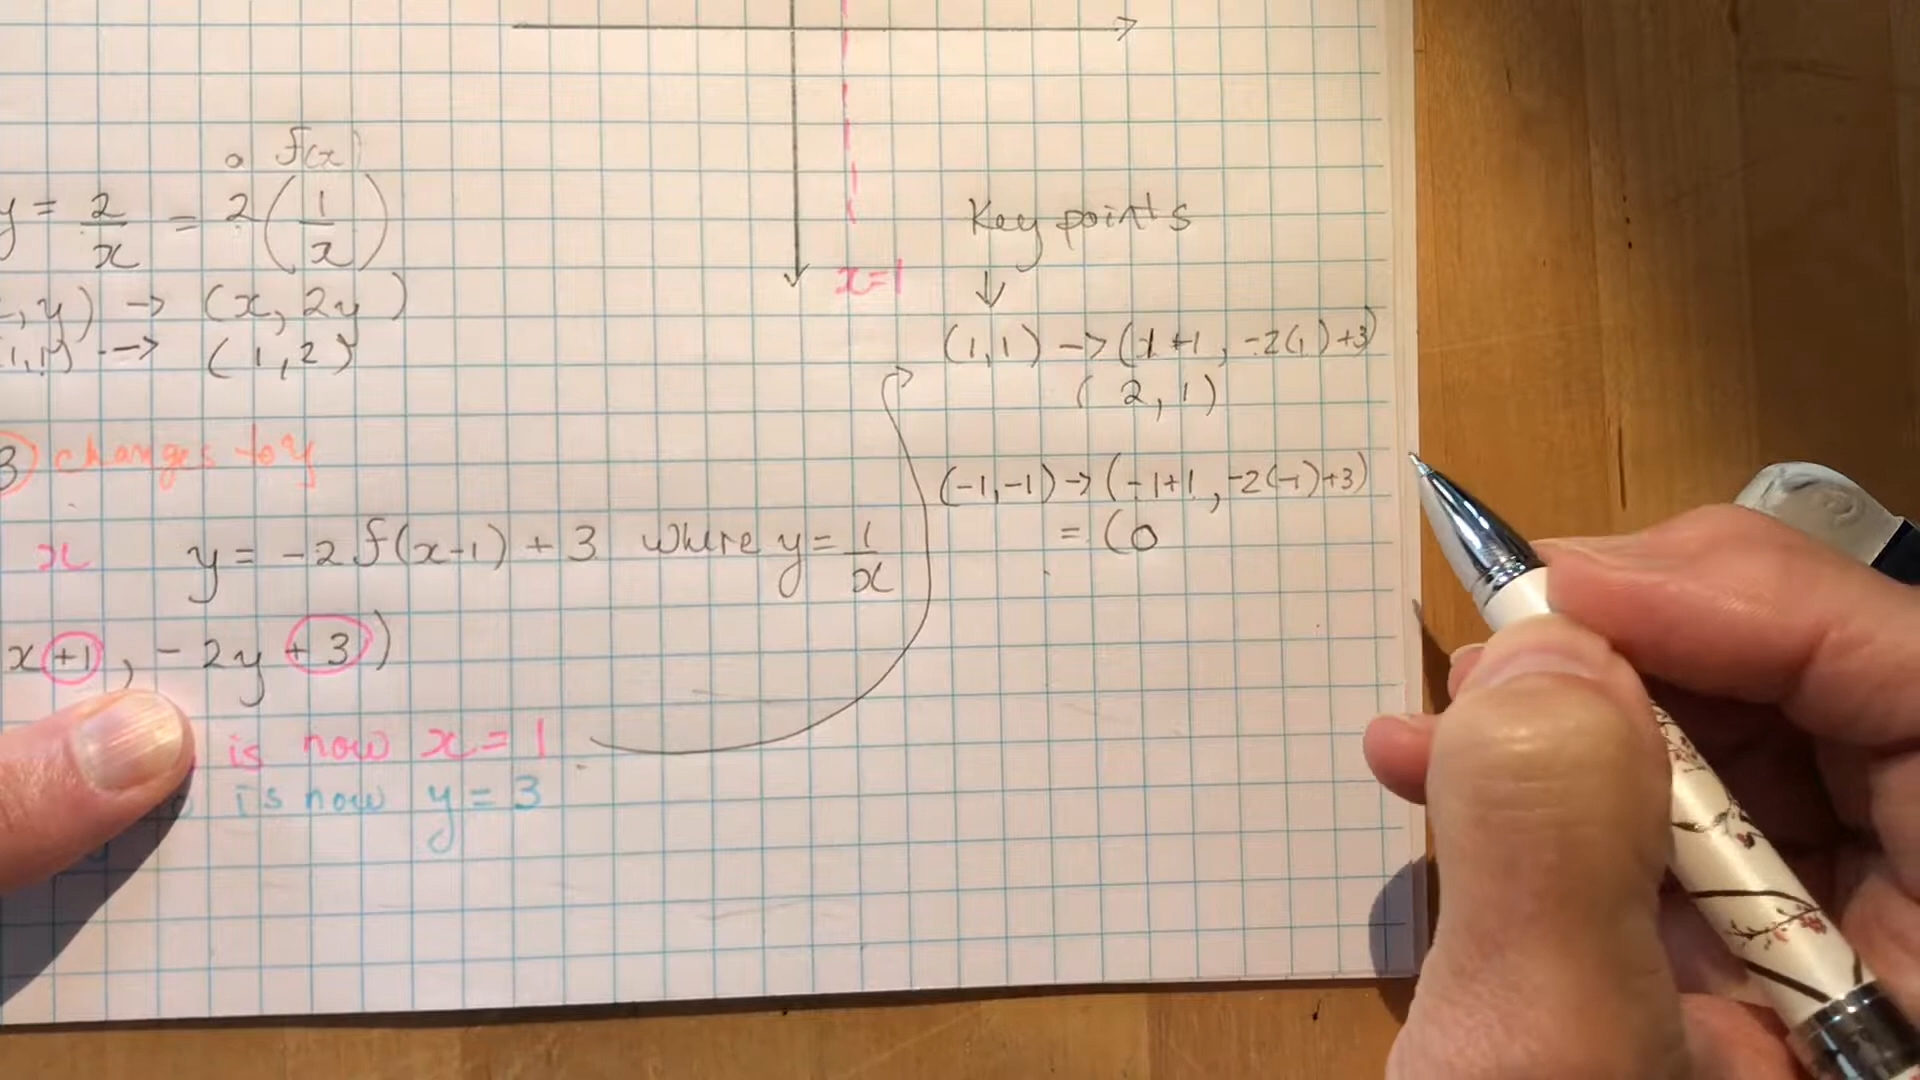 a f(x)
y = 2/x = 2(1/x)
, y) -> (x, 2y)
1,1) -> (1,2)
3) changes to y
x y = -2 f(x-1) + 3 where y = 1/x
x+1, -2y +3)
is now x = 1
is now y = 3
x=1
Key points
↓
(1,1) -> (1+1, -2(1)+3)
(2,1)
(-1,-1) -> (-1+1, -2(-1)+3)
= (0